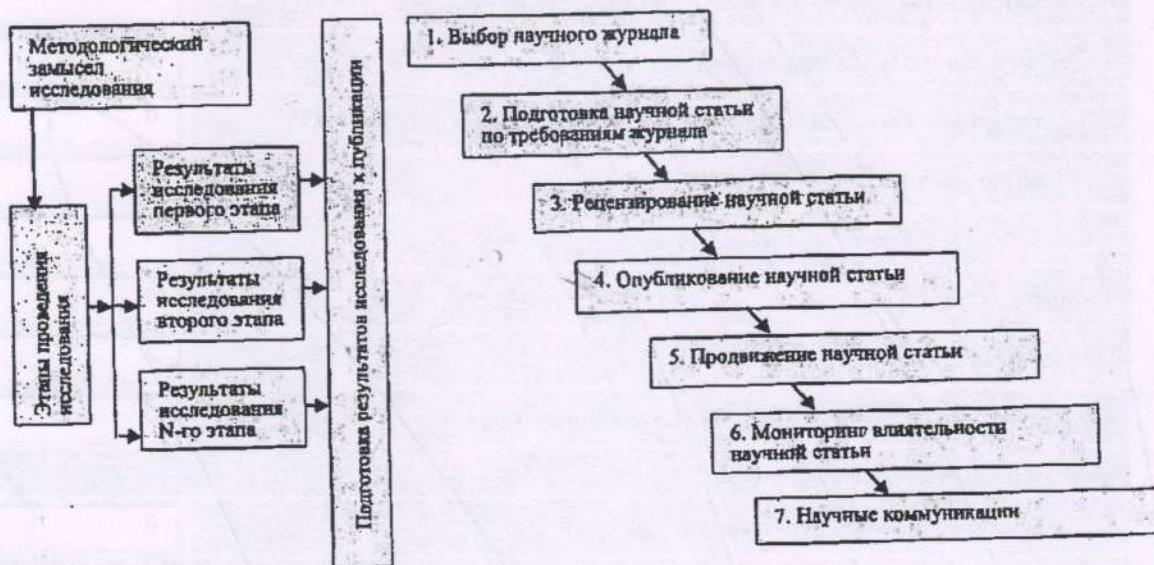 Методологический
замысел
исследования
Этапы проведения
исследования
Результаты
исследования
первого этапа
Результаты
исследования
второго этапа
Результаты
исследования
N-го этапа
Подготовка результатов исследования к публикации
1. Выбор научного журнала
2. Подготовка научной статьи
по требованиям журнала
3. Рецензирование научной статьи
4. Опубликование научной статьи
5. Продвижение научной статьи
6. Мониторинг влиятельности
научной статьи
7. Научные коммуникации